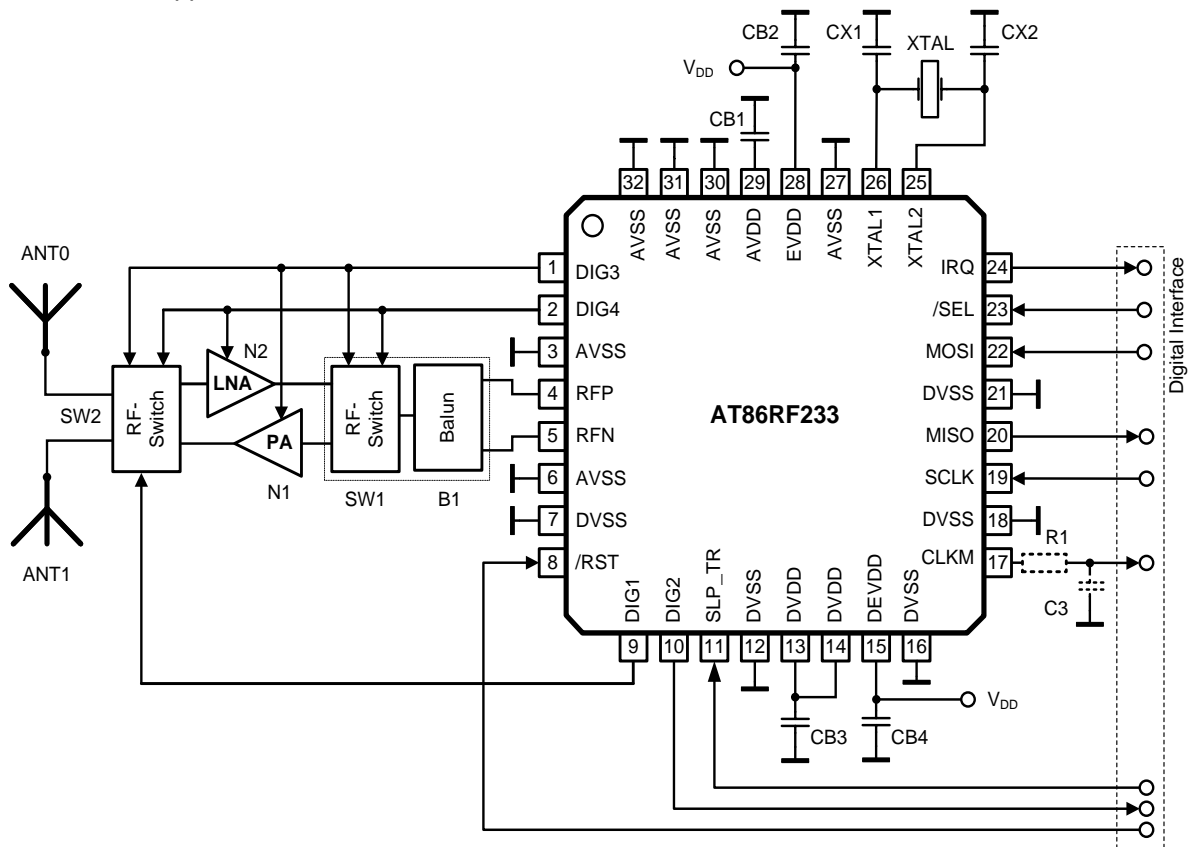 CB2
CX1
XTAL
CX2
VDD
CB1
32
31
30
29
28
27
26
25
AVSS
AVSS
AVSS
AVDD
EVDD
AVSS
XTAL1
XTAL2
ANT0
1
DIG3
2
DIG4
3
AVSS
4
RFP
5
RFN
6
AVSS
7
DVSS
8
/RST
SW2
RF-
Switch
N2
LNA
PA
N1
RF-
Switch
SW1
Balun
B1
ANT1
AT86RF233
IRQ
24
/SEL
23
MOSI
22
DVSS
21
MISO
20
SCLK
19
DVSS
18
CLKM
17
R1
C3
Digital Interface
DIG1
DIG2
SLP_TR
DVSS
DVDD
DVDD
DEVDD
DVSS
9
10
11
12
13
14
15
16
VDD
CB3
CB4